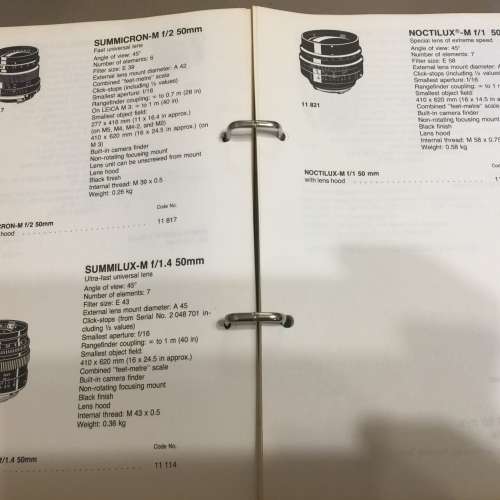 SUMMICRON-M f/2 50mm
Fast universal lens
Angle of view: 45°
Number of elements: 6
Filter size: E 39
External lens mount diameter: A 42
Click-stops (including ½ values)
Smallest aperture: f/16
Rangefinder coupling: ∞ to 0.7 m (28 in)
On LEICA M 3: ∞ to 1 m (40 in)
Smallest object field:
277 x 416 mm (11 x 16.4 in approx.)
(on M5, M4, M4-2, and M2)
410 x 620 mm (16 x 24.5 in approx.) (on
M 3)
Combined "feet-metre" scale
Built-in camera finder
Non-rotating focusing mount
Lens unit can be unscrewed from mount
Lens hood
Black finish
Internal thread: M 39 x 0.5
Weight: 0.26 kg
Code No.
CRON-M f/2 50mm
hood
11 817
SUMMILUX-M f/1.4 50mm
Ultra-fast universal lens
Angle of view: 45°
Number of elements: 7
Filter size: E 43
External lens mount diameter: A 45
Click-stops (from Serial No. 2 048 701 in-
cluding ½ values)
Smallest aperture: f/16
Rangefinder coupling: ∞ to 1 m (40 in)
Smallest object field:
410 x 620 mm (16 x 24.5 in approx.)
Combined "feet-metre" scale
Built-in camera finder
Non-rotating focusing mount
Black finish
Lens hood
Internal thread: M 43 x 0.5
Weight: 0.36 kg
Code No.
f/1.4 50mm
11 114
NOCTILUX®-M f/1 50
Special lens of extreme speed
Angle of view: 45°
Number of elements: 7
Filter size: E 58
External lens mount diameter:
Click-stops (including ½ values)
Smallest aperture: f/16
Rangefinder coupling: ∞ to 1 m
Smallest object field:
410 x 620 mm (16 x 24.5 in
Combined "feet-metre" scale
Built-in camera finder
Non-rotating focusing mount
Black finish
Lens hood
Internal thread: M 58 x 0.75
Weight: 0.58 kg
11 821
NOCTILUX-M f/1 50 mm
with lens hood